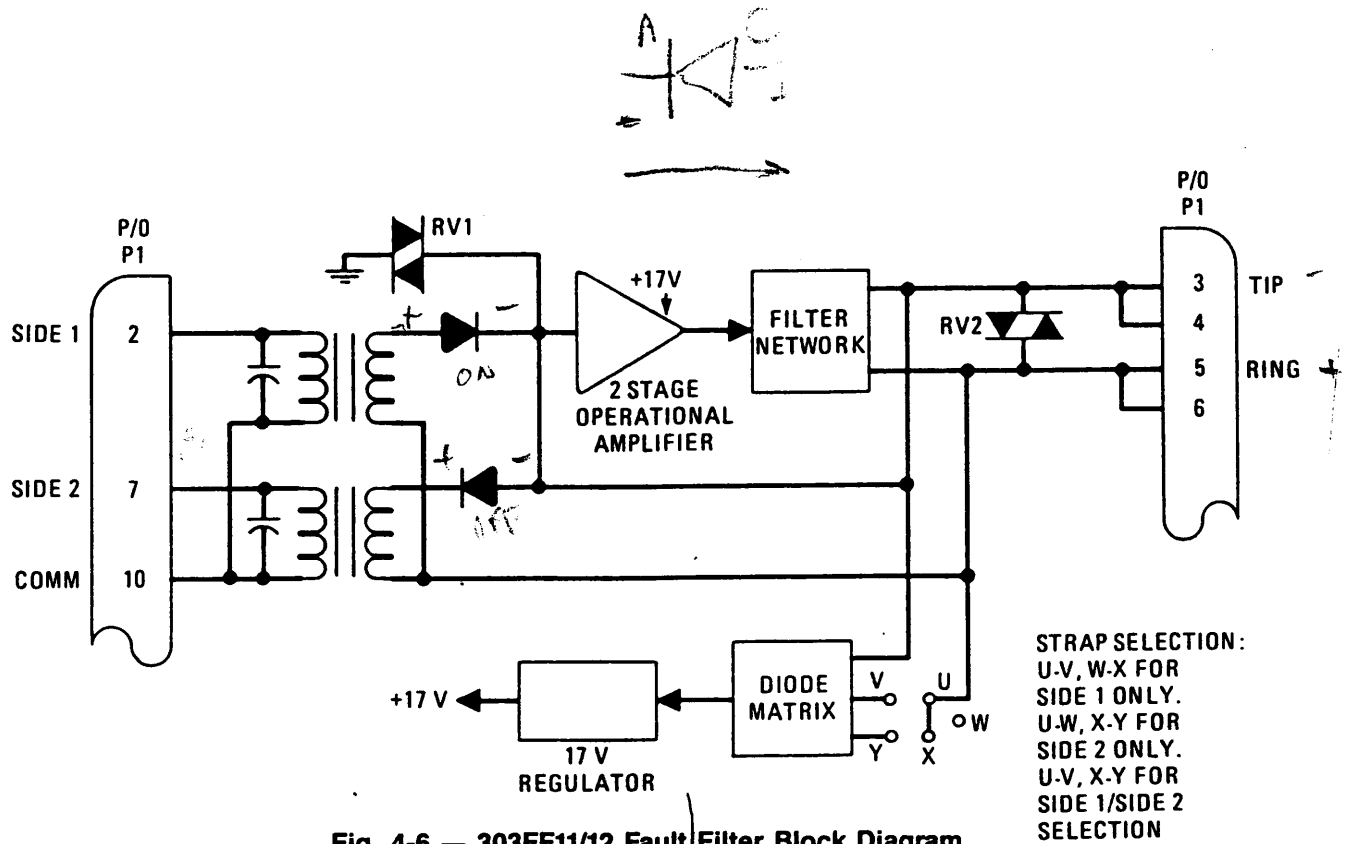 A
P/O
P1
RV1
P/O
P1
+17V
SIDE 1
2
+
-
ON
FILTER
NETWORK
RV2
3
TIP -
4
5
RING +
6
2 STAGE
OPERATIONAL
AMPLIFIER
SIDE 2
7
+
-
COMM
10
+17 V
17 V
REGULATOR
DIODE
MATRIX
V
U
W
Y
X
STRAP SELECTION:
U-V, W-X FOR
SIDE 1 ONLY.
U-W, X-Y FOR
SIDE 2 ONLY.
U-V, X-Y FOR
SIDE 1/SIDE 2
SELECTION
Fig. 4-6 — 303FF11/12 Fault Filter Block Diagram